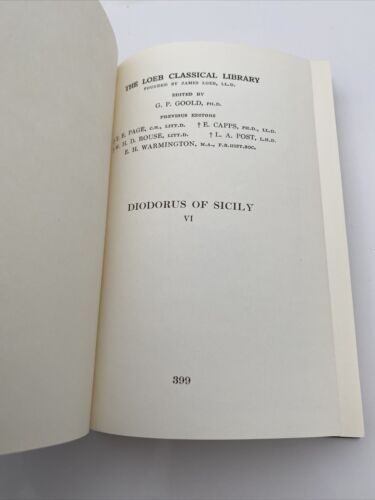 THE LOEB CLASSICAL LIBRARY
FOUNDED BY JAMES LOEB, LL.D.
EDITED BY
G. P. GOOLD, PH.D.
PREVIOUS EDITORS
E. PAGE, C.H., LITT.D. † E. CAPPS, PH.D., LL.D.
W. H. D. ROUSE, LITT.D. † L. A. POST, L.H.D.
E. H. WARMINGTON, M.A., F.R.HIST.SOC.
DIODORUS OF SICILY
VI
399